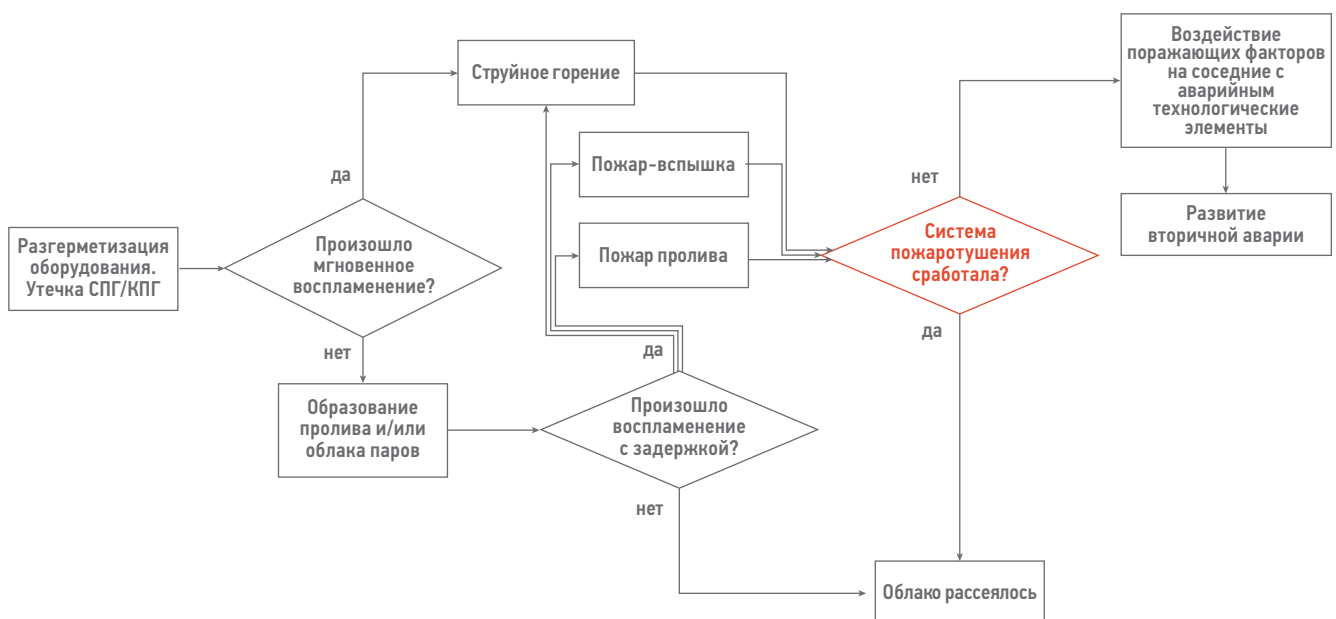 Разгерметизация
оборудования.
Утечка СПГ/КПГ
Произошло
мгновенное
воспламенение?
да
нет
Струйное горение
Образование
пролива и/или
облака паров
Пожар-вспышка
Пожар пролива
да
Произошло
воспламенение
с задержкой?
нет
Система
пожаротушения
сработала?
нет
да
Воздействие
поражающих факторов
на соседние с
аварийным
технологические
элементы
Развитие
вторичной аварии
Облако рассеялось